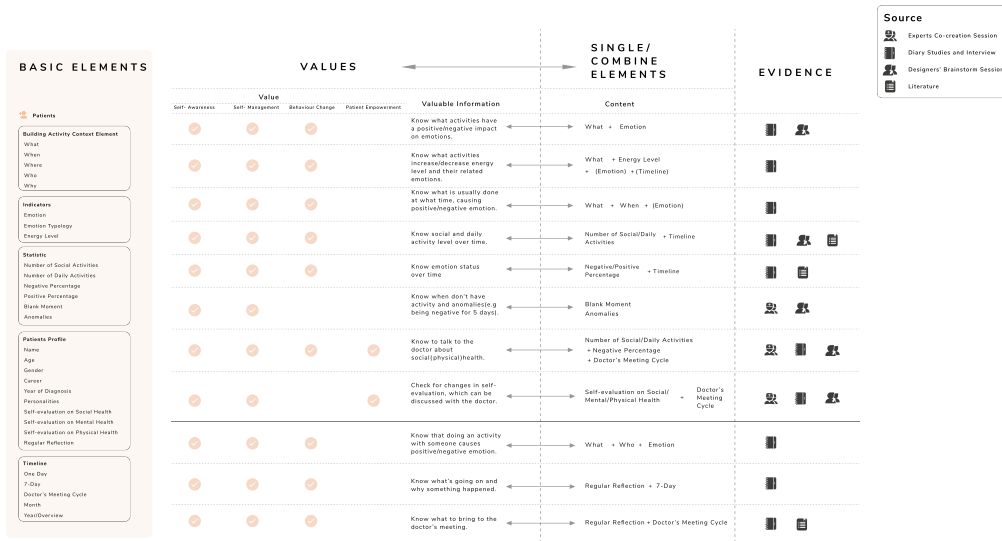 Source
Experts Co-creation Session
Diary Studies and Interview
Designers' Brainstorm Session
Literature
BASIC ELEMENTS
VALUES
SINGLE/
COMBINE
ELEMENTS
EVIDENCE
Patients
Building Activity Context Element
What
When
Where
Who
Why
Indicators
Emotion
Emotion Typology
Energy Level
Statistic
Number of Social Activities
Number of Daily Activities
Negative Percentage
Positive Percentage
Blank Moment
Anomalies
Patients Profile
Name
Age
Gender
Career
Year of Diagnosis
Personalities
Self-evaluation on Social Health
Self-evaluation on Mental Health
Self-evaluation on Physical Health
Regular Reflection
Timeline
One Day
7-Day
Doctor's Meeting Cycle
Month
Year/Overview
Value
Self- Awareness
Self- Management
Behaviour Change
Patient Empowerment
Valuable Information
Content
Know what activities have
a positive/negative impact
on emotions.
What + Emotion
Know what activities
increase/decrease energy
level and their related
emotions.
What + Energy Level
+ (Emotion) + (Timeline)
Know what is usually done
at what time, causing
positive/negative emotion.
What + When + (Emotion)
Know social and daily
activity level over time.
Number of Social/Daily
Activities
+ Timeline
Know emotion status
over time
Negative/Positive
Percentage
+ Timeline
Know when don't have
activity and anomalies(e.g
being negative for 5 days).
Blank Moment
Anomalies
Know to talk to the
doctor about
social(physical)health.
Number of Social/Daily Activities
+ Negative Percentage
+ Doctor's Meeting Cycle
Check for changes in self-
evaluation, which can be
discussed with the doctor.
Self-evaluation on Social/
Mental/Physical Health
+
Doctor's
Meeting
Cycle
Know that doing an activity
with someone causes
positive/negative emotion.
What + Who + Emotion
Know what's going on and
why something happened.
Regular Reflection + 7-Day
Know what to bring to the
doctor's meeting.
Regular Reflection + Doctor's Meeting Cycle